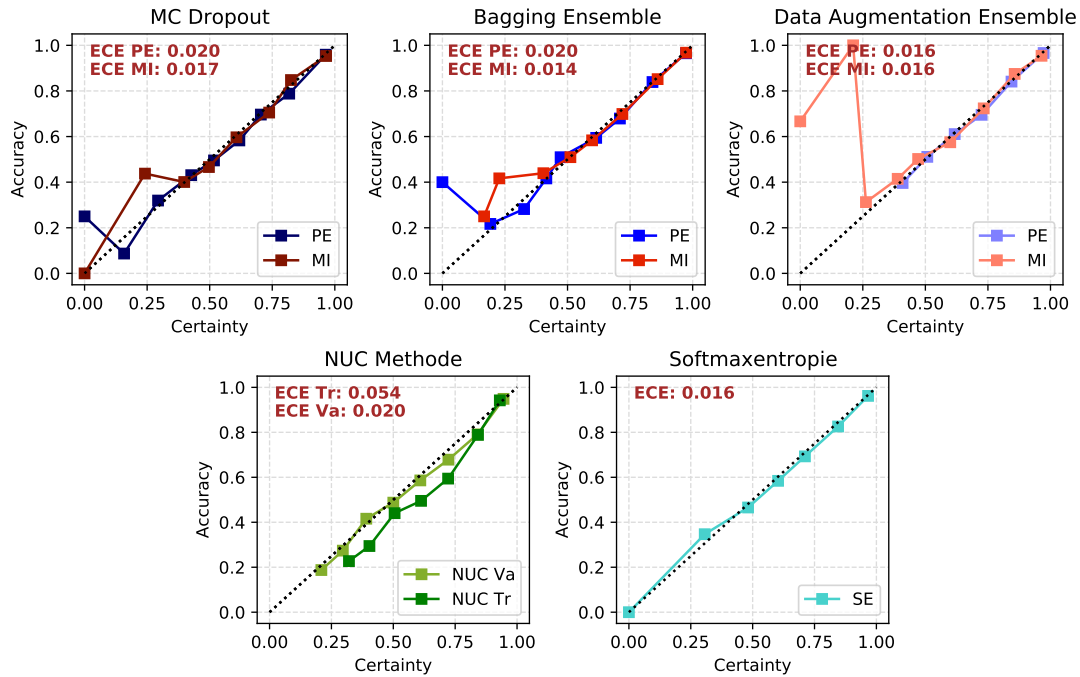 MC Dropout
ECE PE: 0.020
ECE MI: 0.017
1.0
0.8
0.6
0.4
0.2
0.0
Accuracy
0.00 0.25 0.50 0.75 1.00
Certainty
PE
MI
Bagging Ensemble
ECE PE: 0.020
ECE MI: 0.014
1.0
0.8
0.6
0.4
0.2
0.0
Accuracy
0.00 0.25 0.50 0.75 1.00
Certainty
PE
MI
Data Augmentation Ensemble
ECE PE: 0.016
ECE MI: 0.016
1.0
0.8
0.6
0.4
0.2
0.0
Accuracy
0.00 0.25 0.50 0.75 1.00
Certainty
PE
MI
NUC Methode
ECE Tr: 0.054
ECE Va: 0.020
1.0
0.8
0.6
0.4
0.2
0.0
Accuracy
0.00 0.25 0.50 0.75 1.00
Certainty
NUC Va
NUC Tr
Softmaxentropie
ECE: 0.016
1.0
0.8
0.6
0.4
0.2
0.0
Accuracy
0.00 0.25 0.50 0.75 1.00
Certainty
SE